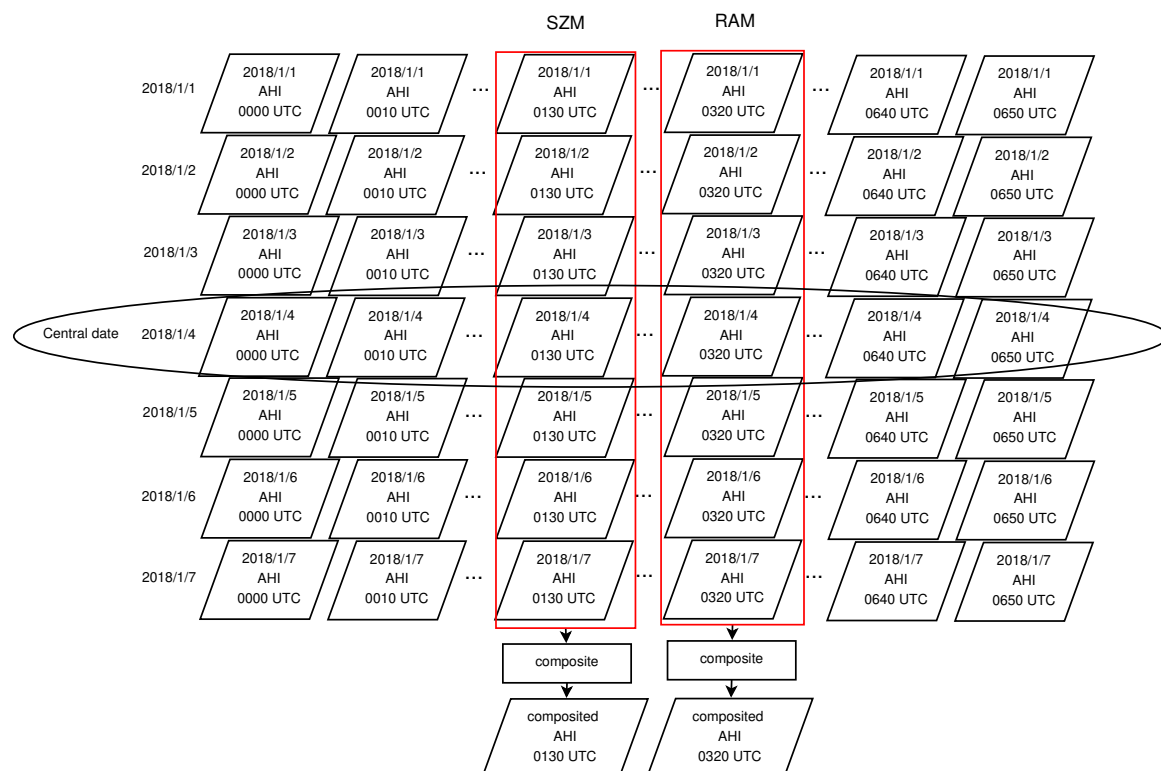 SZM
RAM
2018/1/1
2018/1/1
AHI
0000 UTC
2018/1/1
AHI
0010 UTC
...
2018/1/1
AHI
0130 UTC
...
2018/1/1
AHI
0320 UTC
...
2018/1/1
AHI
0640 UTC
2018/1/1
AHI
0650 UTC
2018/1/2
2018/1/2
AHI
0000 UTC
2018/1/2
AHI
0010 UTC
...
2018/1/2
AHI
0130 UTC
...
2018/1/2
AHI
0320 UTC
...
2018/1/2
AHI
0640 UTC
2018/1/2
AHI
0650 UTC
2018/1/3
2018/1/3
AHI
0000 UTC
2018/1/3
AHI
0010 UTC
...
2018/1/3
AHI
0130 UTC
...
2018/1/3
AHI
0320 UTC
...
2018/1/3
AHI
0640 UTC
2018/1/3
AHI
0650 UTC
Central date
2018/1/4
2018/1/4
AHI
0000 UTC
2018/1/4
AHI
0010 UTC
...
2018/1/4
AHI
0130 UTC
...
2018/1/4
AHI
0320 UTC
...
2018/1/4
AHI
0640 UTC
2018/1/4
AHI
0650 UTC
2018/1/5
2018/1/5
AHI
0000 UTC
2018/1/5
AHI
0010 UTC
...
2018/1/5
AHI
0130 UTC
...
2018/1/5
AHI
0320 UTC
...
2018/1/5
AHI
0640 UTC
2018/1/5
AHI
0650 UTC
2018/1/6
2018/1/6
AHI
0000 UTC
2018/1/6
AHI
0010 UTC
...
2018/1/6
AHI
0130 UTC
...
2018/1/6
AHI
0320 UTC
...
2018/1/6
AHI
0640 UTC
2018/1/6
AHI
0650 UTC
2018/1/7
2018/1/7
AHI
0000 UTC
2018/1/7
AHI
0010 UTC
...
2018/1/7
AHI
0130 UTC
...
2018/1/7
AHI
0320 UTC
...
2018/1/7
AHI
0640 UTC
2018/1/7
AHI
0650 UTC
composite
composite
composited
AHI
0130 UTC
composited
AHI
0320 UTC